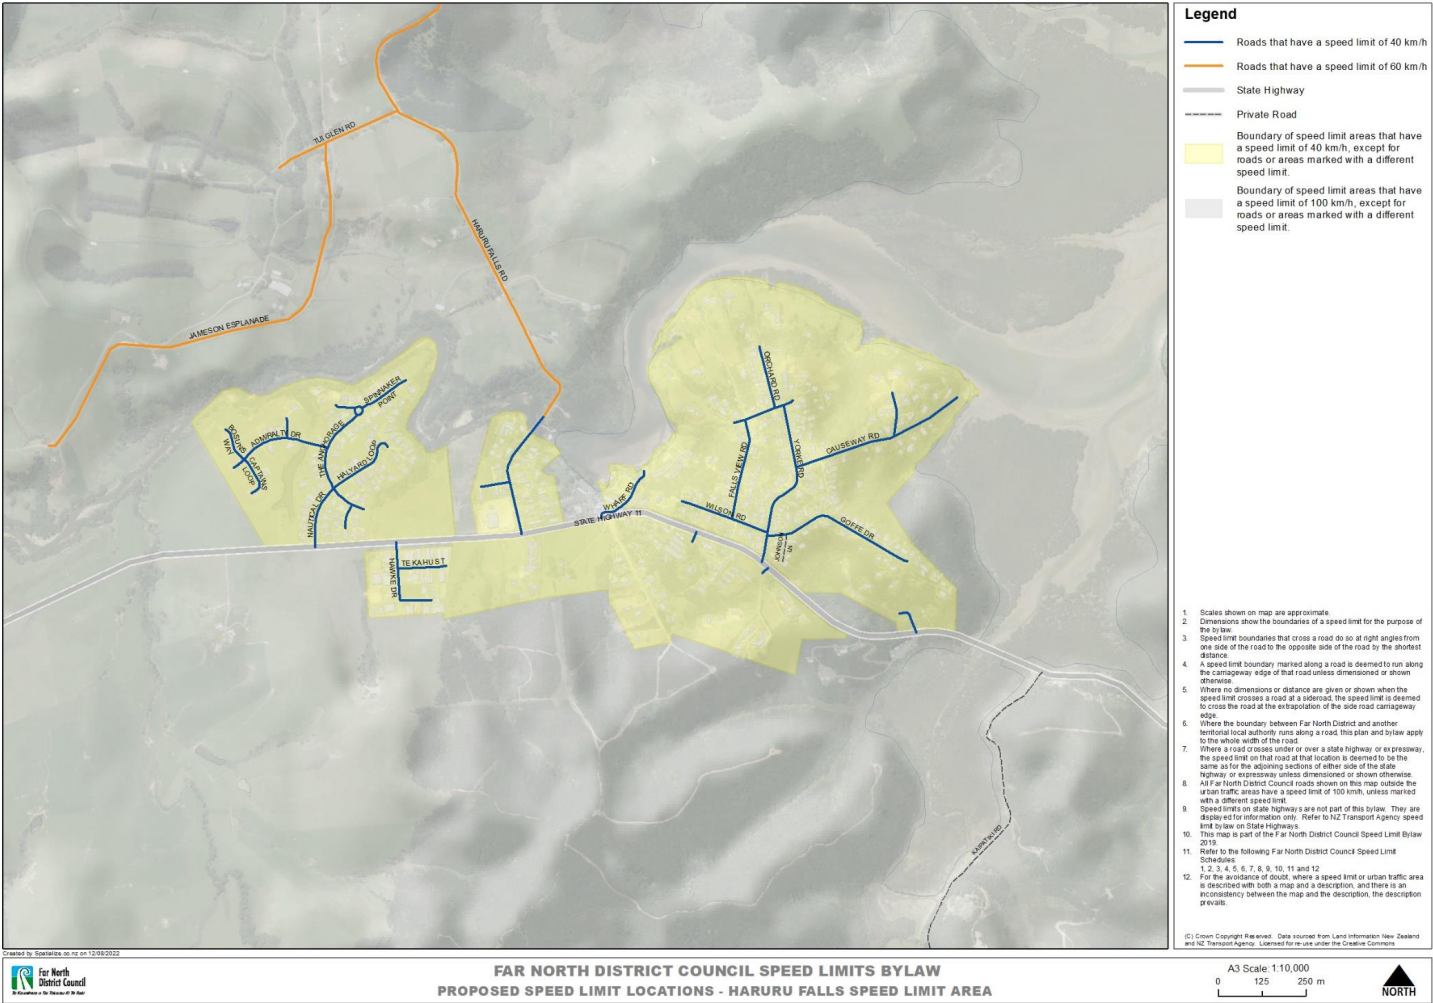 TUI GLEN RD
HARURU FALLS RD
JAMESON ESPLANADE
SPINNAKER
POINT
ORCHARD RD
BOSUNS
WAY
ADMIRALTY DR
THE ANCHORAGE
HALYARD LOOP
CAPTAINS
LOOP
NAUTICAL DR
YORKE RD
CAUSEWAY RD
FALLS VIEW RD
WHARF RD
WILSON RD
STATE HIGHWAY 11
GOFFE DR
TE KAHU ST
HAWKE DR
KAIPATIKI RD
Legend
Roads that have a speed limit of 40 km/h
Roads that have a speed limit of 60 km/h
State Highway
Private Road
Boundary of speed limit areas that have
a speed limit of 40 km/h, except for
roads or areas marked with a different
speed limit.
Boundary of speed limit areas that have
a speed limit of 100 km/h, except for
roads or areas marked with a different
speed limit.
1. Scales shown on map are approximate.
2. Dimensions show the boundaries of a speed limit for the purpose of
the bylaw.
3. Speed limit boundaries that cross a road do so at right angles from
one side of the road to the opposite side of the road by the shortest
distance.
4. A speed limit boundary marked along a road is deemed to run along
the carriageway edge of that road unless dimensioned or shown
otherwise.
5. Where no dimensions or distance are given or shown when the
speed limit crosses a road at a sideroad, the speed limit is deemed
to cross the road at the extrapolation of the side road carriageway
edge.
6. Where the boundary between Far North District and another
territorial local authority runs along a road, this plan and bylaw apply
to the whole width of the road.
7. Where a road crosses under or over a state highway or expressway,
the speed limit on that road at that location is deemed to be the
same as for the adjoining sections of either side of the state
highway or expressway unless dimensioned or shown otherwise.
8. All Far North District Council roads shown on this map outside the
urban traffic areas have a speed limit of 100 km/h, unless marked
with a different speed limit.
9. Speed limits on state highways are not part of this bylaw. They are
displayed for information only. Refer to NZ Transport Agency speed
limit bylaw on State Highways.
10. This map is part of the Far North District Council Speed Limit Bylaw
2019.
11. Refer to the following Far North District Council Speed Limit
Schedules:
1, 2, 3, 4, 5, 6, 7, 8, 9, 10, 11 and 12
12. For the avoidance of doubt, where a speed limit or urban traffic area
is described with both a map and a description, and there is an
inconsistency between the map and the description, the description
prevails.
(C) Crown Copyright Reserved. Data sourced from Land Information New Zealand
and NZ Transport Agency. Licensed for re-use under the Creative Commons
Created by Spatialize.co.nz on 12/08/2022
Far North
District Council
FAR NORTH DISTRICT COUNCIL SPEED LIMITS BYLAW
PROPOSED SPEED LIMIT LOCATIONS - HARURU FALLS SPEED LIMIT AREA
A3 Scale: 1:10,000
0 125 250 m
NORTH